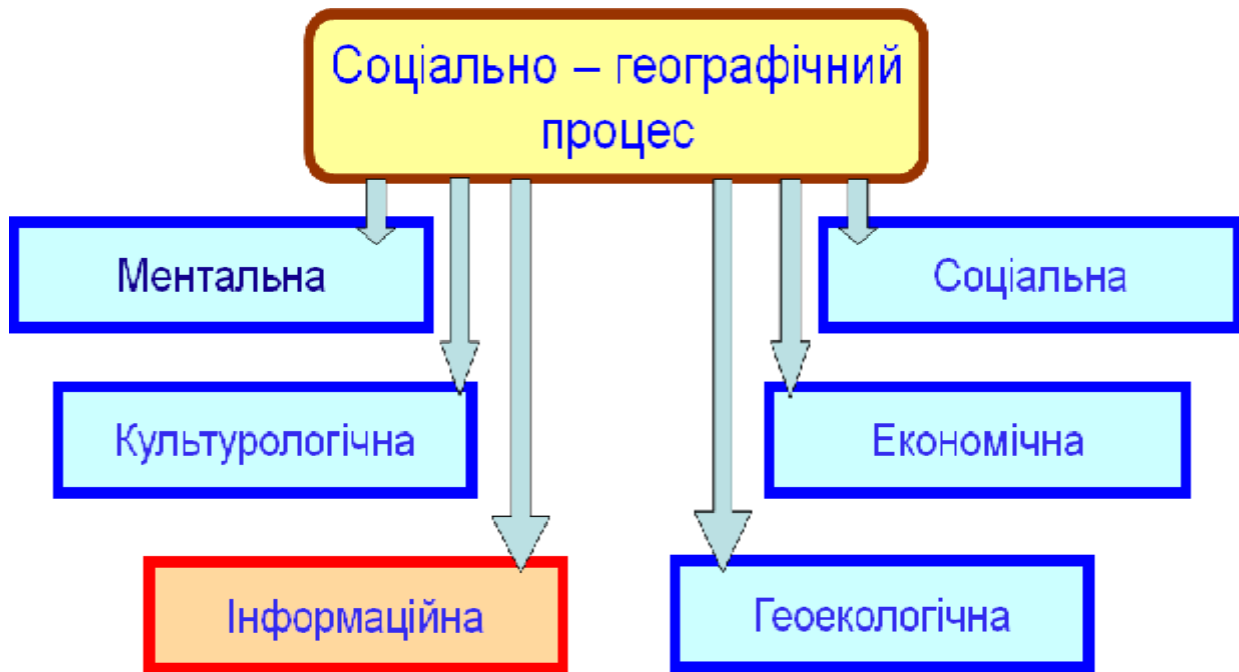 Соціально – географічний
процес
Ментальна
Соціальна
Культурологічна
Економічна
Інформаційна
Геоекологічна